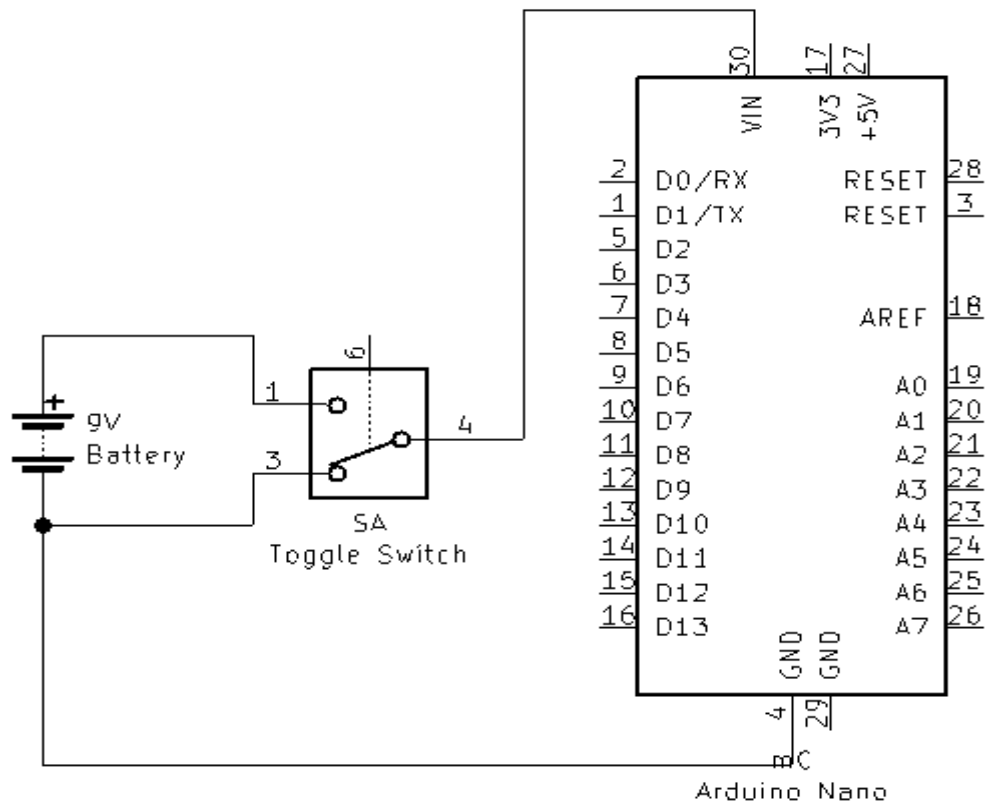 30
17
27
VIN
3V3
+5V
2 D0/RX RESET 28
1 D1/TX RESET 3
5 D2
6 D3
7 D4 AREF 18
8 D5
9 D6 A0 19
10 D7 A1 20
11 D8 A2 21
12 D9 A3 22
13 D10 A4 23
14 D11 A5 24
15 D12 A6 25
16 D13 A7 26
GND
GND
4
29
Arduino Nano
+
9V
Battery
6
1
4
3
SA
Toggle Switch